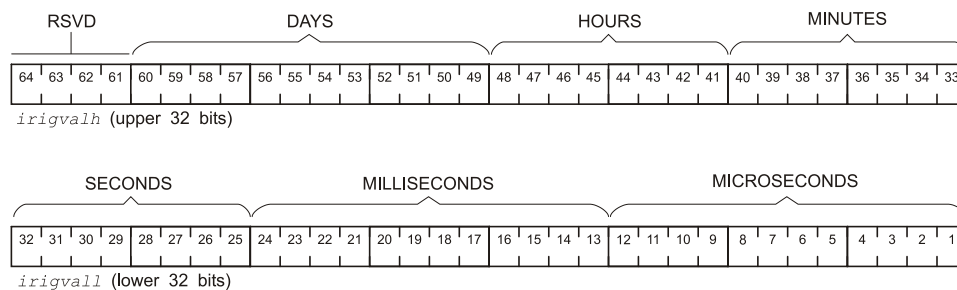 RSVD DAYS HOURS MINUTES
64 63 62 61 60 59 58 57 56 55 54 53 52 51 50 49 48 47 46 45 44 43 42 41 40 39 38 37 36 35 34 33
irigvalh (upper 32 bits)
SECONDS MILLISECONDS MICROSECONDS
32 31 30 29 28 27 26 25 24 23 22 21 20 19 18 17 16 15 14 13 12 11 10 9 8 7 6 5 4 3 2 1
irigvall (lower 32 bits)